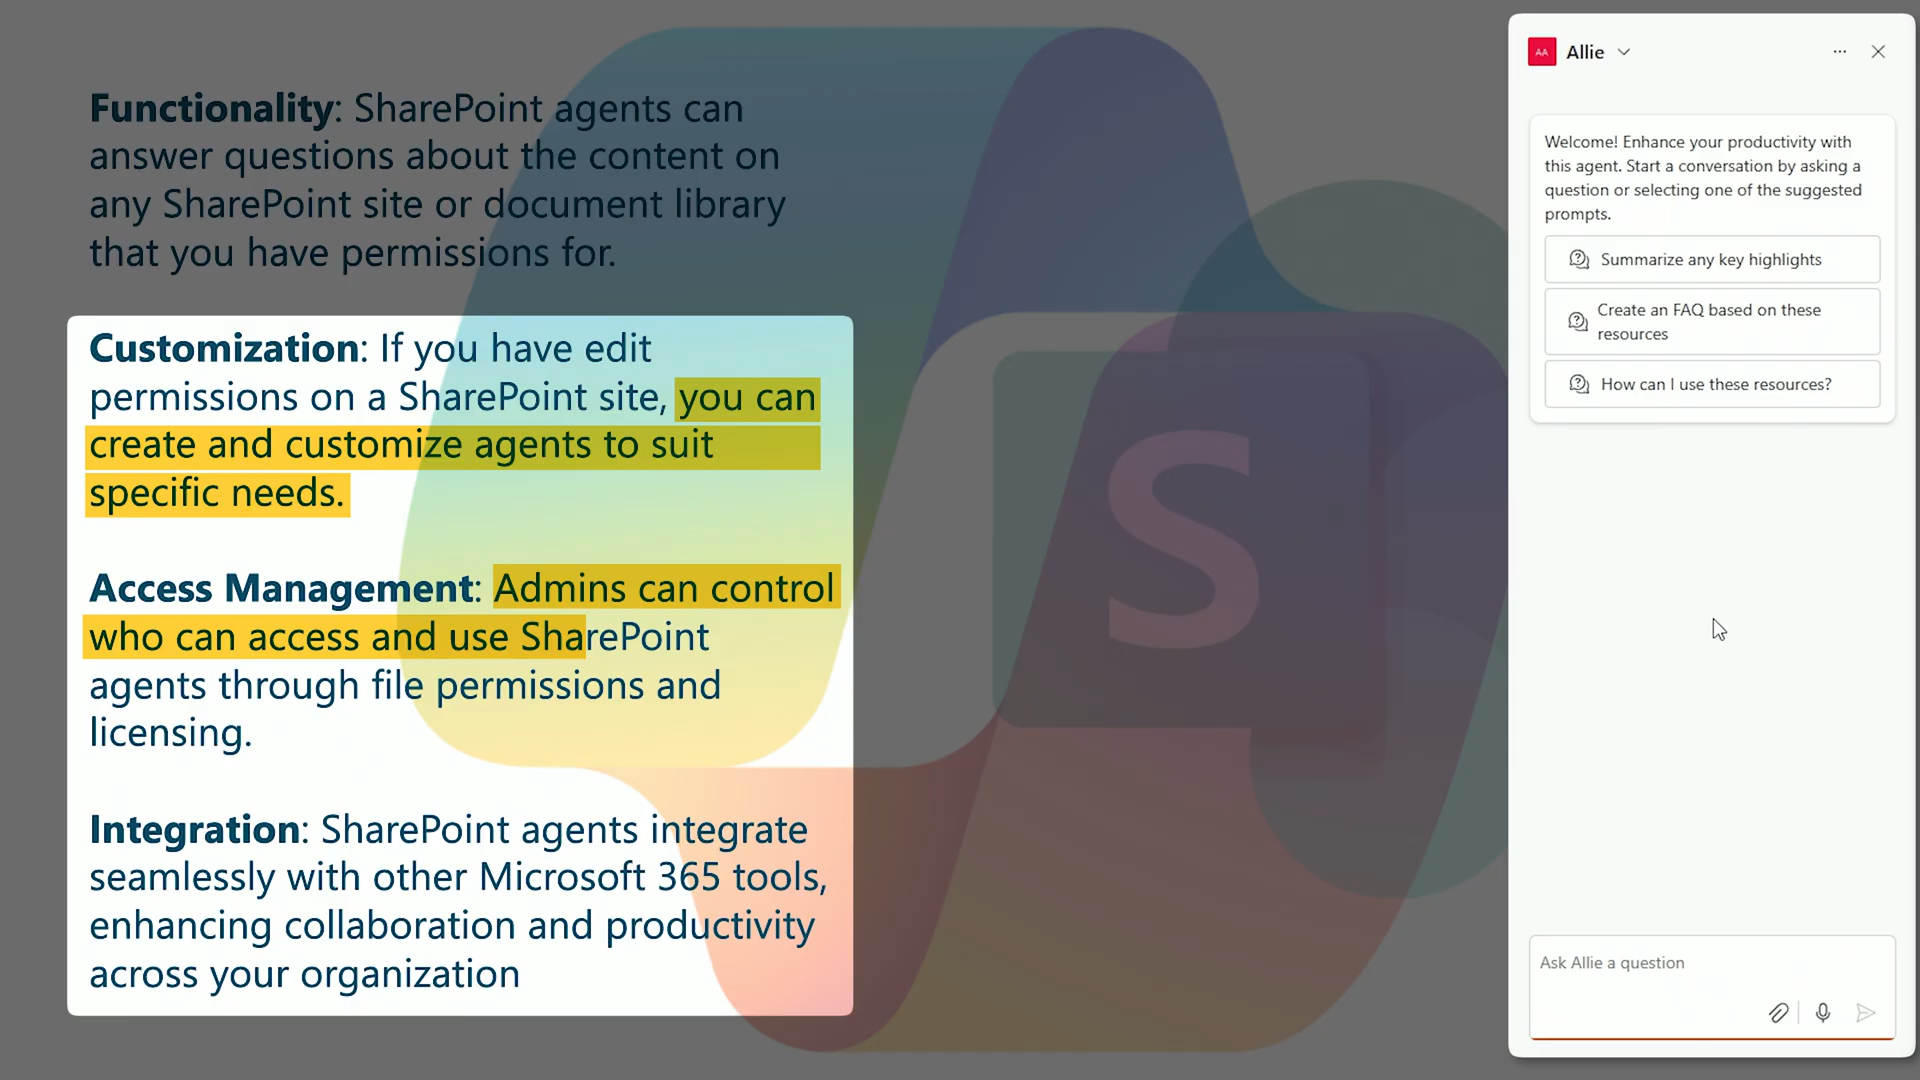 Functionality: SharePoint agents can
answer questions about the content on
any SharePoint site or document library
that you have permissions for.
Customization: If you have edit
permissions on a SharePoint site, you can
create and customize agents to suit
specific needs.
Access Management: Admins can control
who can access and use SharePoint
agents through file permissions and
licensing.
Integration: SharePoint agents integrate
seamlessly with other Microsoft 365 tools,
enhancing collaboration and productivity
across your organization
S
AA Allie
Welcome! Enhance your productivity with
this agent. Start a conversation by asking a
question or selecting one of the suggested
prompts.
Summarize any key highlights
Create an FAQ based on these
resources
How can I use these resources?
Ask Allie a question